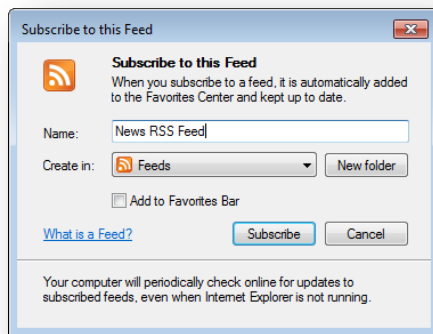 Subscribe to this Feed
Subscribe to this Feed
When you subscribe to a feed, it is automatically added
to the Favorites Center and kept up to date.
Name: News RSS Feed
Create in: Feeds New folder
Add to Favorites Bar
What is a Feed? Subscribe Cancel
Your computer will periodically check online for updates to
subscribed feeds, even when Internet Explorer is not running.